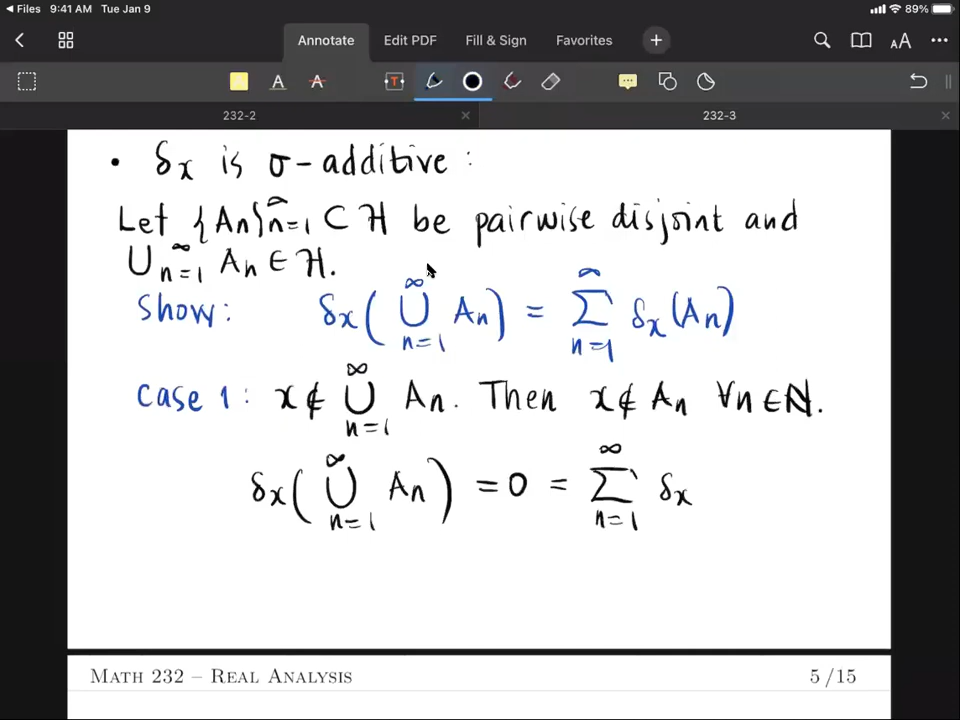 Files 9:41 AM Tue Jan 9 89%
Annotate Edit PDF Fill & Sign Favorites
232-2 232-3
• δx is σ-additive :
Let {An}∞n=1 ⊂ H be pairwise disjoint and
∪∞n=1 An ∈ H.
Show: δx( ∞∪n=1 An ) = ∞∑n=1 δx(An)
Case 1: x ∉ ∞∪n=1 An. Then x ∉ An ∀n ∈ ℕ.
δx( ∞∪n=1 An ) = 0 = ∞∑n=1 δx
Math 232 – Real Analysis 5 /15